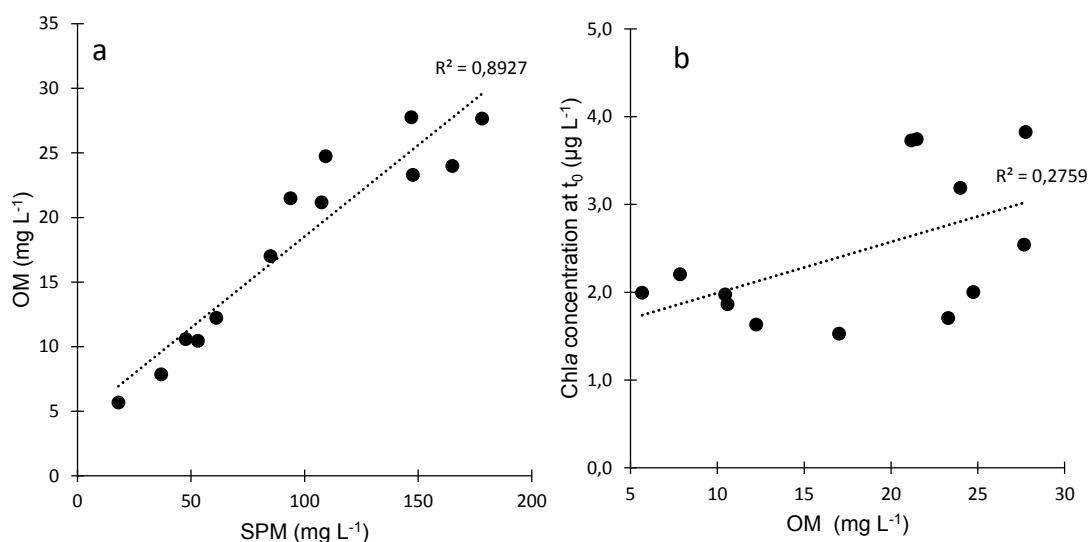 a
R² = 0,8927
OM (mg L⁻¹)
35
30
25
20
15
10
5
0
0 50 100 150 200
SPM (mg L⁻¹)
b
R² = 0,2759
Chla concentration at t₀ (µg L⁻¹)
5,0
4,0
3,0
2,0
1,0
0,0
5 10 15 20 25 30
OM (mg L⁻¹)